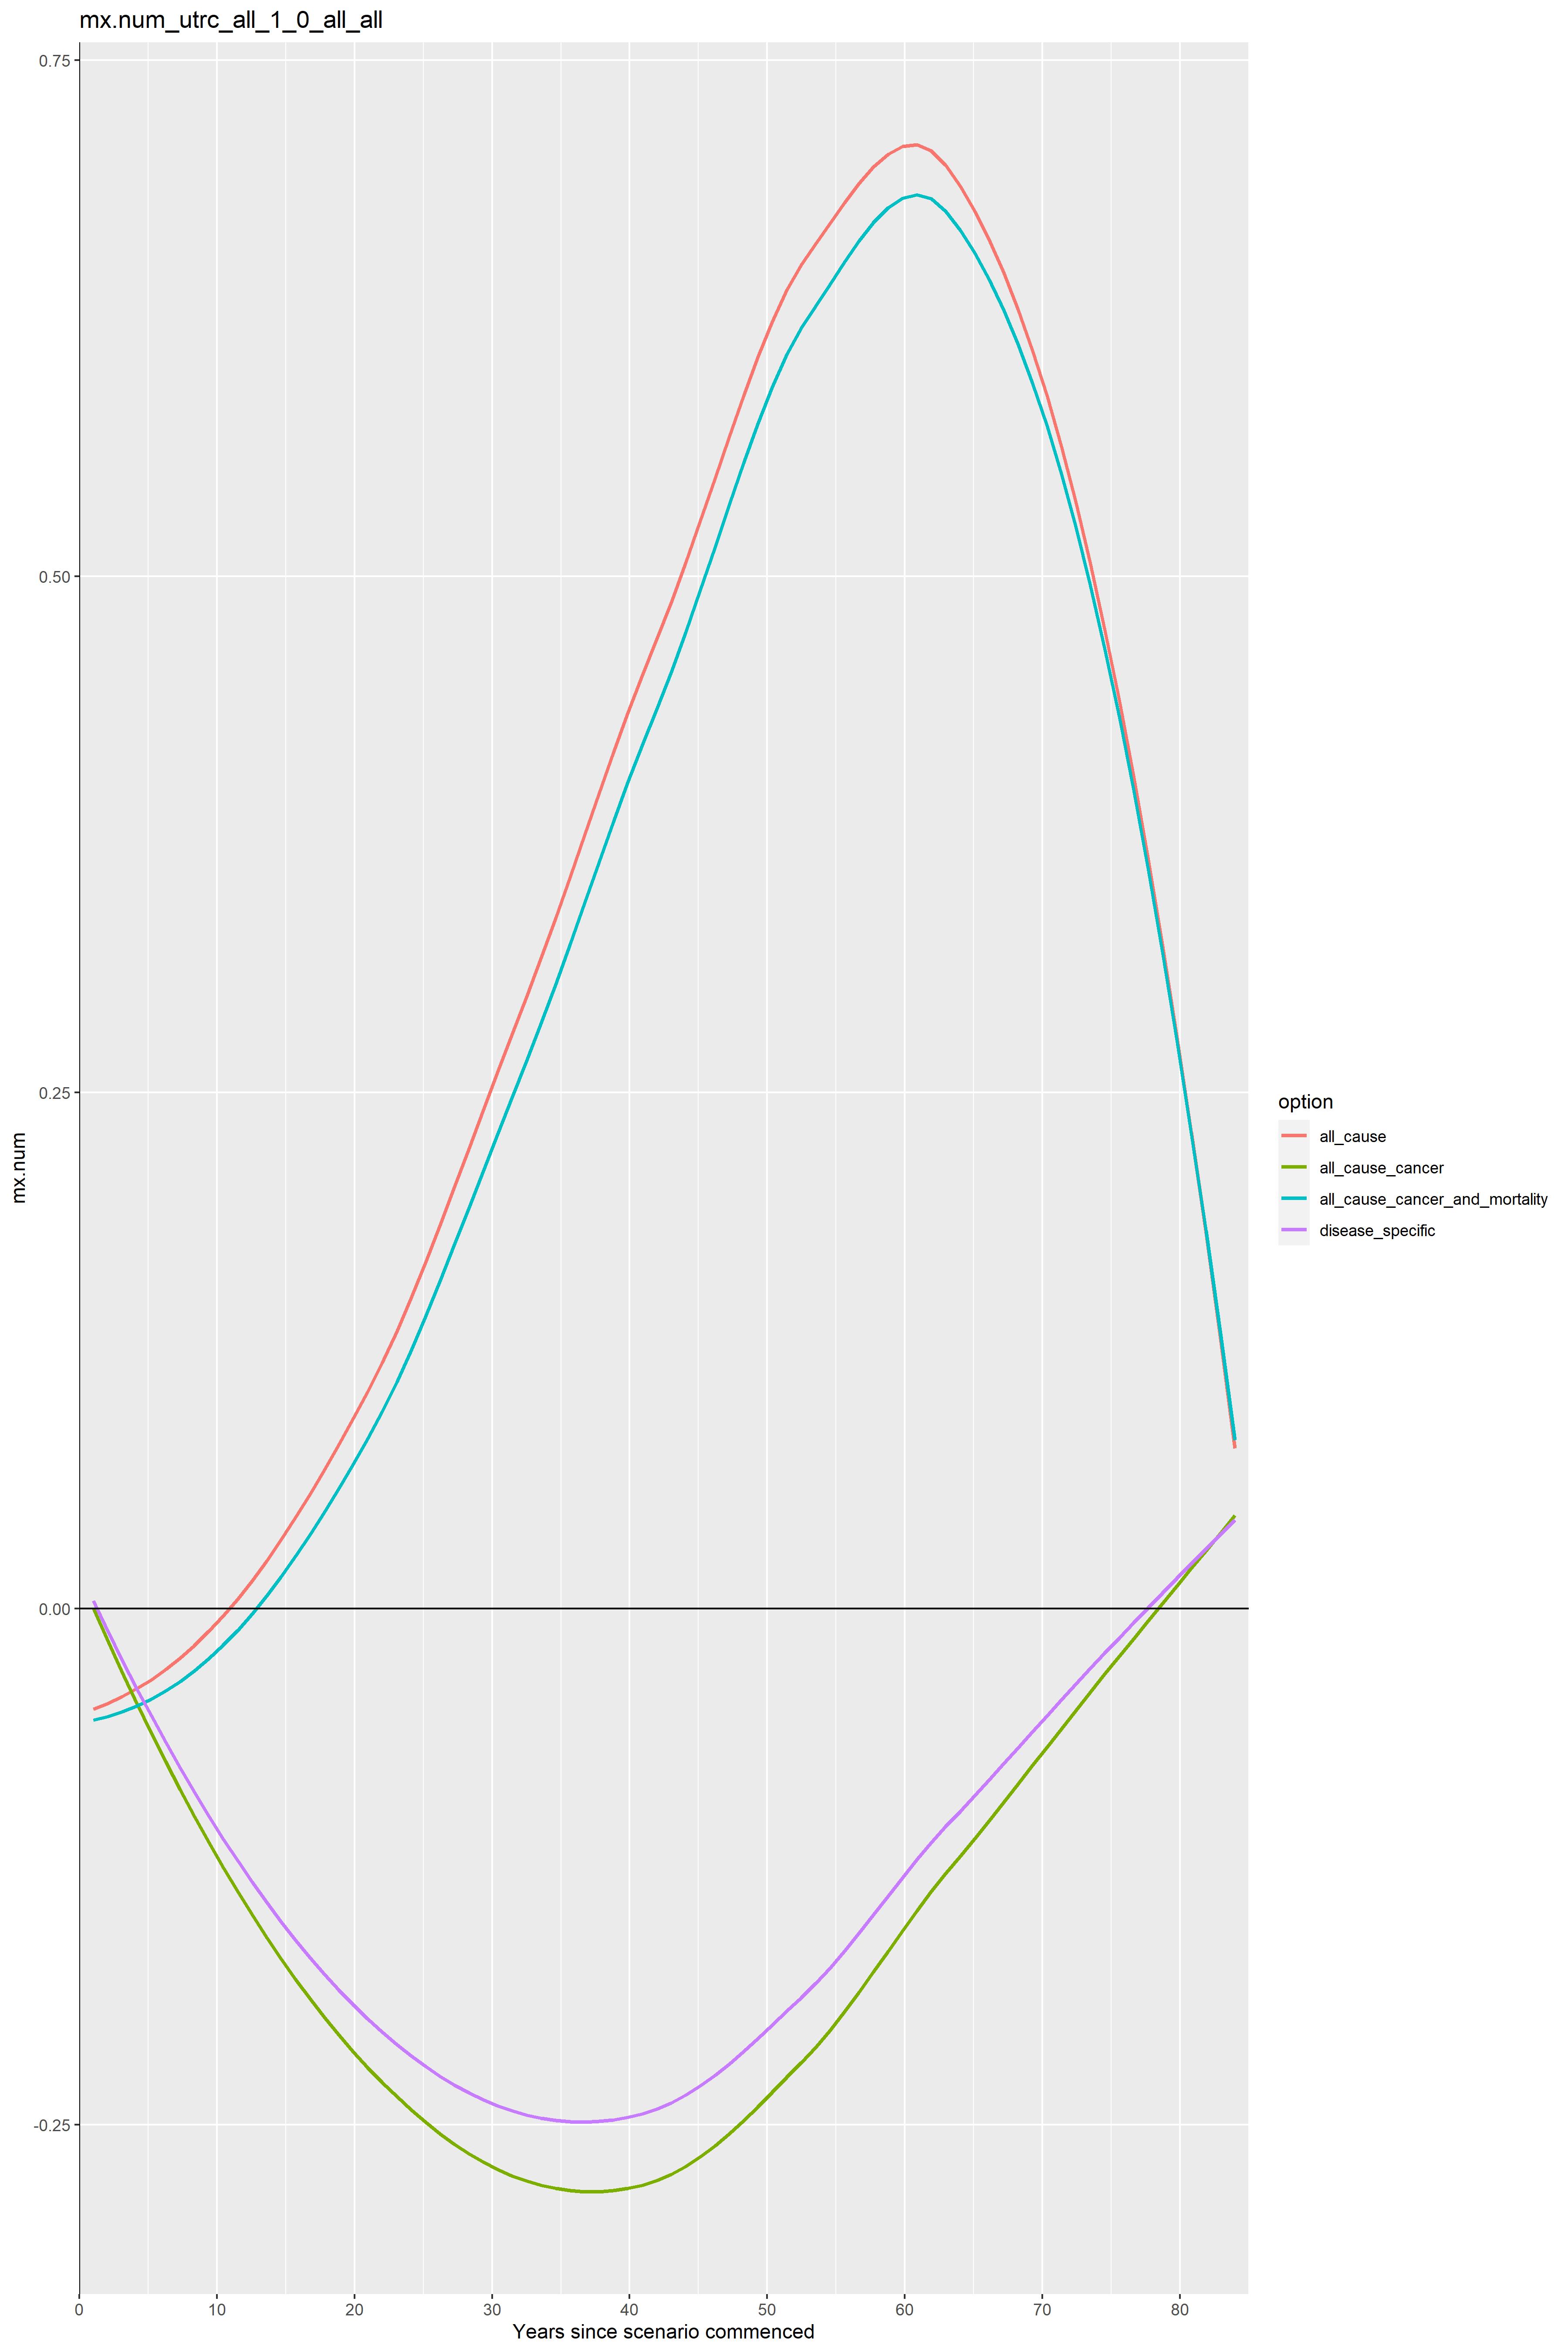 mx.num_utrc_all_1_0_all_all
0.75
0.50
0.25
0.00
-0.25
mx.num
0 10 20 30 40 50 60 70 80
Years since scenario commenced
option
all_cause
all_cause_cancer
all_cause_cancer_and_mortality
disease_specific